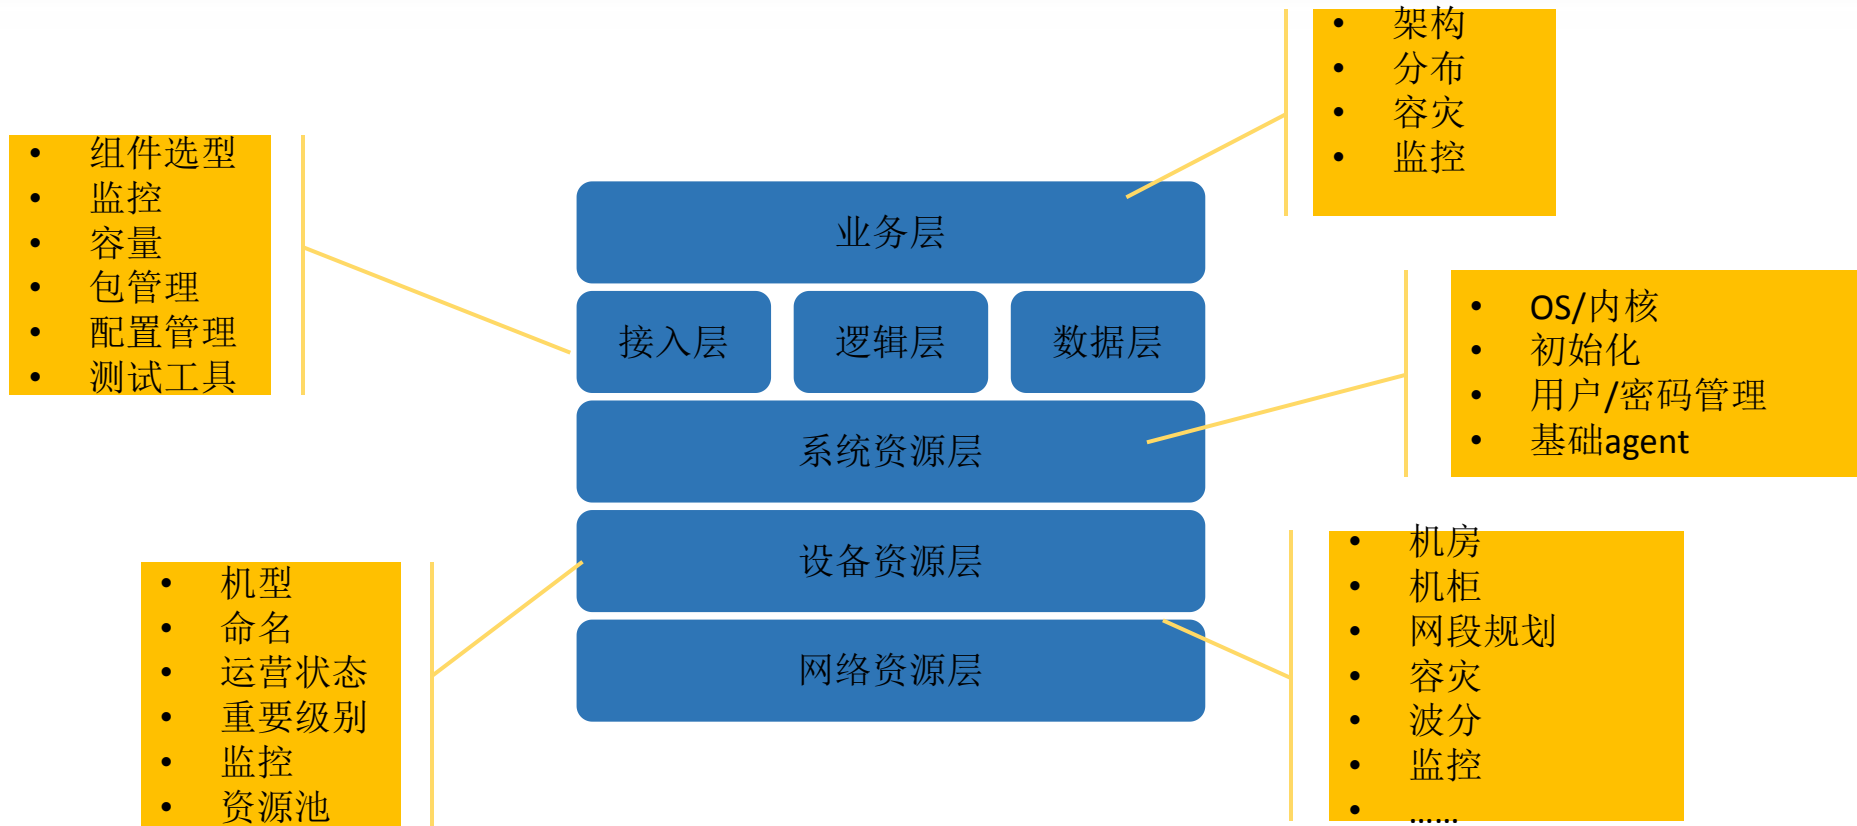 • 架构
• 分布
• 容灾
• 监控
• 组件选型
• 监控
• 容量
• 包管理
• 配置管理
• 测试工具
业务层
接入层
逻辑层
数据层
系统资源层
设备资源层
网络资源层
• OS/内核
• 初始化
• 用户/密码管理
• 基础agent
• 机型
• 命名
• 运营状态
• 重要级别
• 监控
• 资源池
• 机房
• 机柜
• 网段规划
• 容灾
• 波分
• 监控
• ......